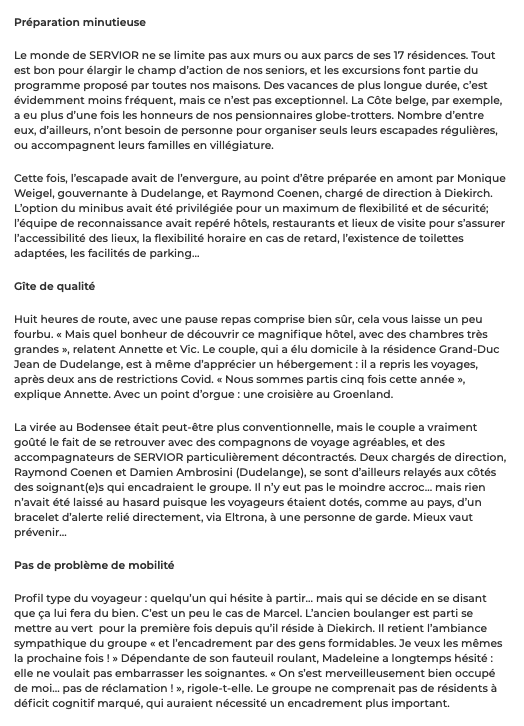 Préparation minutieuse
Le monde de SERVIOR ne se limite pas aux murs ou aux parcs de ses 17 résidences. Tout
est bon pour élargir le champ d’action de nos seniors, et les excursions font partie du
programme proposé par toutes nos maisons. Des vacances de plus longue durée, c’est
évidemment moins fréquent, mais ce n’est pas exceptionnel. La Côte belge, par exemple,
a eu plus d’une fois les honneurs de nos pensionnaires globe-trotters. Nombre d’entre
eux, d’ailleurs, n’ont besoin de personne pour organiser seuls leurs escapades régulières,
ou accompagnent leurs familles en villégiature.
Cette fois, l’escapade avait de l’envergure, au point d’être préparée en amont par Monique
Weigel, gouvernante à Dudelange, et Raymond Coenen, chargé de direction à Diekirch.
L’option du minibus avait été privilégiée pour un maximum de flexibilité et de sécurité;
l’équipe de reconnaissance avait repéré hôtels, restaurants et lieux de visite pour s’assurer
l’accessibilité des lieux, la flexibilité horaire en cas de retard, l’existence de toilettes
adaptées, les facilités de parking…
Gîte de qualité
Huit heures de route, avec une pause repas comprise bien sûr, cela vous laisse un peu
fourbu. « Mais quel bonheur de découvrir ce magnifique hôtel, avec des chambres très
grandes », relatent Annette et Vic. Le couple, qui a élu domicile à la résidence Grand-Duc
Jean de Dudelange, est à même d’apprécier un hébergement : il a repris les voyages,
après deux ans de restrictions Covid. « Nous sommes partis cinq fois cette année »,
explique Annette. Avec un point d’orgue : une croisière au Groenland.
La virée au Bodensee était peut-être plus conventionnelle, mais le couple a vraiment
goûté le fait de se retrouver avec des compagnons de voyage agréables, et des
accompagnateurs de SERVIOR particulièrement décontractés. Deux chargés de direction,
Raymond Coenen et Damien Ambrosini (Dudelange), se sont d’ailleurs relayés aux côtés
des soignant(e)s qui encadraient le groupe. Il n’y eut pas le moindre accroc… mais rien
n’avait été laissé au hasard puisque les voyageurs étaient dotés, comme au pays, d’un
bracelet d’alerte relié directement, via Eltrona, à une personne de garde. Mieux vaut
prévenir…
Pas de problème de mobilité
Profil type du voyageur : quelqu’un qui hésite à partir… mais qui se décide en se disant
que ça lui fera du bien. C’est un peu le cas de Marcel. L’ancien boulanger est parti se
mettre au vert  pour la première fois depuis qu’il réside à Diekirch. Il retient l’ambiance
sympathique du groupe « et l’encadrement par des gens formidables. Je veux les mêmes
la prochaine fois ! » Dépendante de son fauteuil roulant, Madeleine a longtemps hésité :
elle ne voulait pas embarrasser les soignantes. « On s’est merveilleusement bien occupé
de moi… pas de réclamation ! », rigole-t-elle. Le groupe ne comprenait pas de résidents à
déficit cognitif marqué, qui auraient nécessité un encadrement plus important.